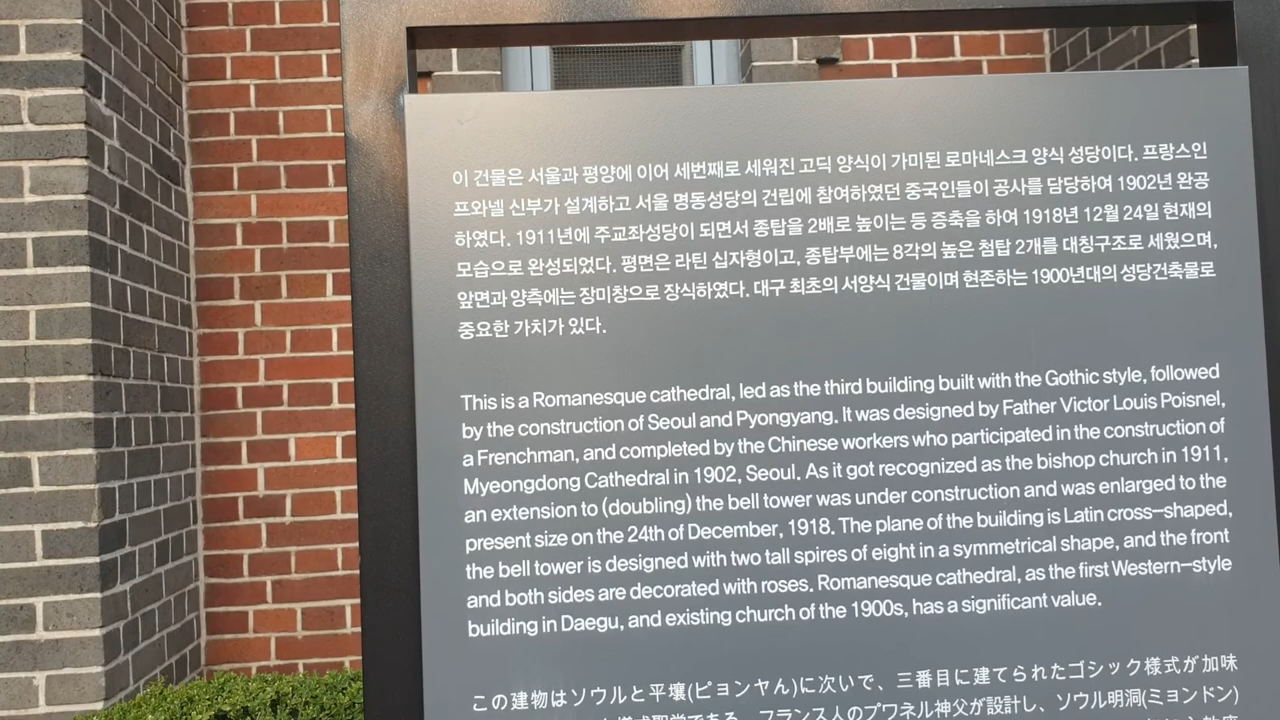 이 건물은 서울과 평양에 이어 세번째로 세워진 고딕 양식이 가미된 로마네스크 양식 성당이다. 프랑스인
프와넬 신부가 설계하고 서울 명동성당의 건립에 참여하였던 중국인들이 공사를 담당하여 1902년 완공
하였다. 1911년에 주교좌성당이 되면서 종탑을 2배로 높이는 등 증축을 하여 1918년 12월 24일 현재의
모습으로 완성되었다. 평면은 라틴 십자형이고, 종탑부에는 8각의 높은 첨탑 2개를 대칭구조로 세웠으며,
앞면과 양측에는 장미창으로 장식하였다. 대구 최초의 서양식 건물이며 현존하는 1900년대의 성당건축물로
중요한 가치가 있다.
This is a Romanesque cathedral, led as the third building built with the Gothic style, followed
by the construction of Seoul and Pyongyang. It was designed by Father Victor Louis Poisnel,
a Frenchman, and completed by the Chinese workers who participated in the construction of
Myeongdong Cathedral in 1902, Seoul. As it got recognized as the bishop church in 1911,
an extension to (doubling) the bell tower was under construction and was enlarged to the
present size on the 24th of December, 1918. The plane of the building is Latin cross-shaped,
the bell tower is designed with two tall spires of eight in a symmetrical shape, and the front
and both sides are decorated with roses. Romanesque cathedral, as the first Western-style
building in Daegu, and existing church of the 1900s, has a significant value.
この建物はソウルと平壌(ピョンヤん)に次いで、三番目に建てられたゴシック様式が加味
様式聖堂である。フランス人のプワネル神父が設計し、ソウル明洞(ミョンドン)